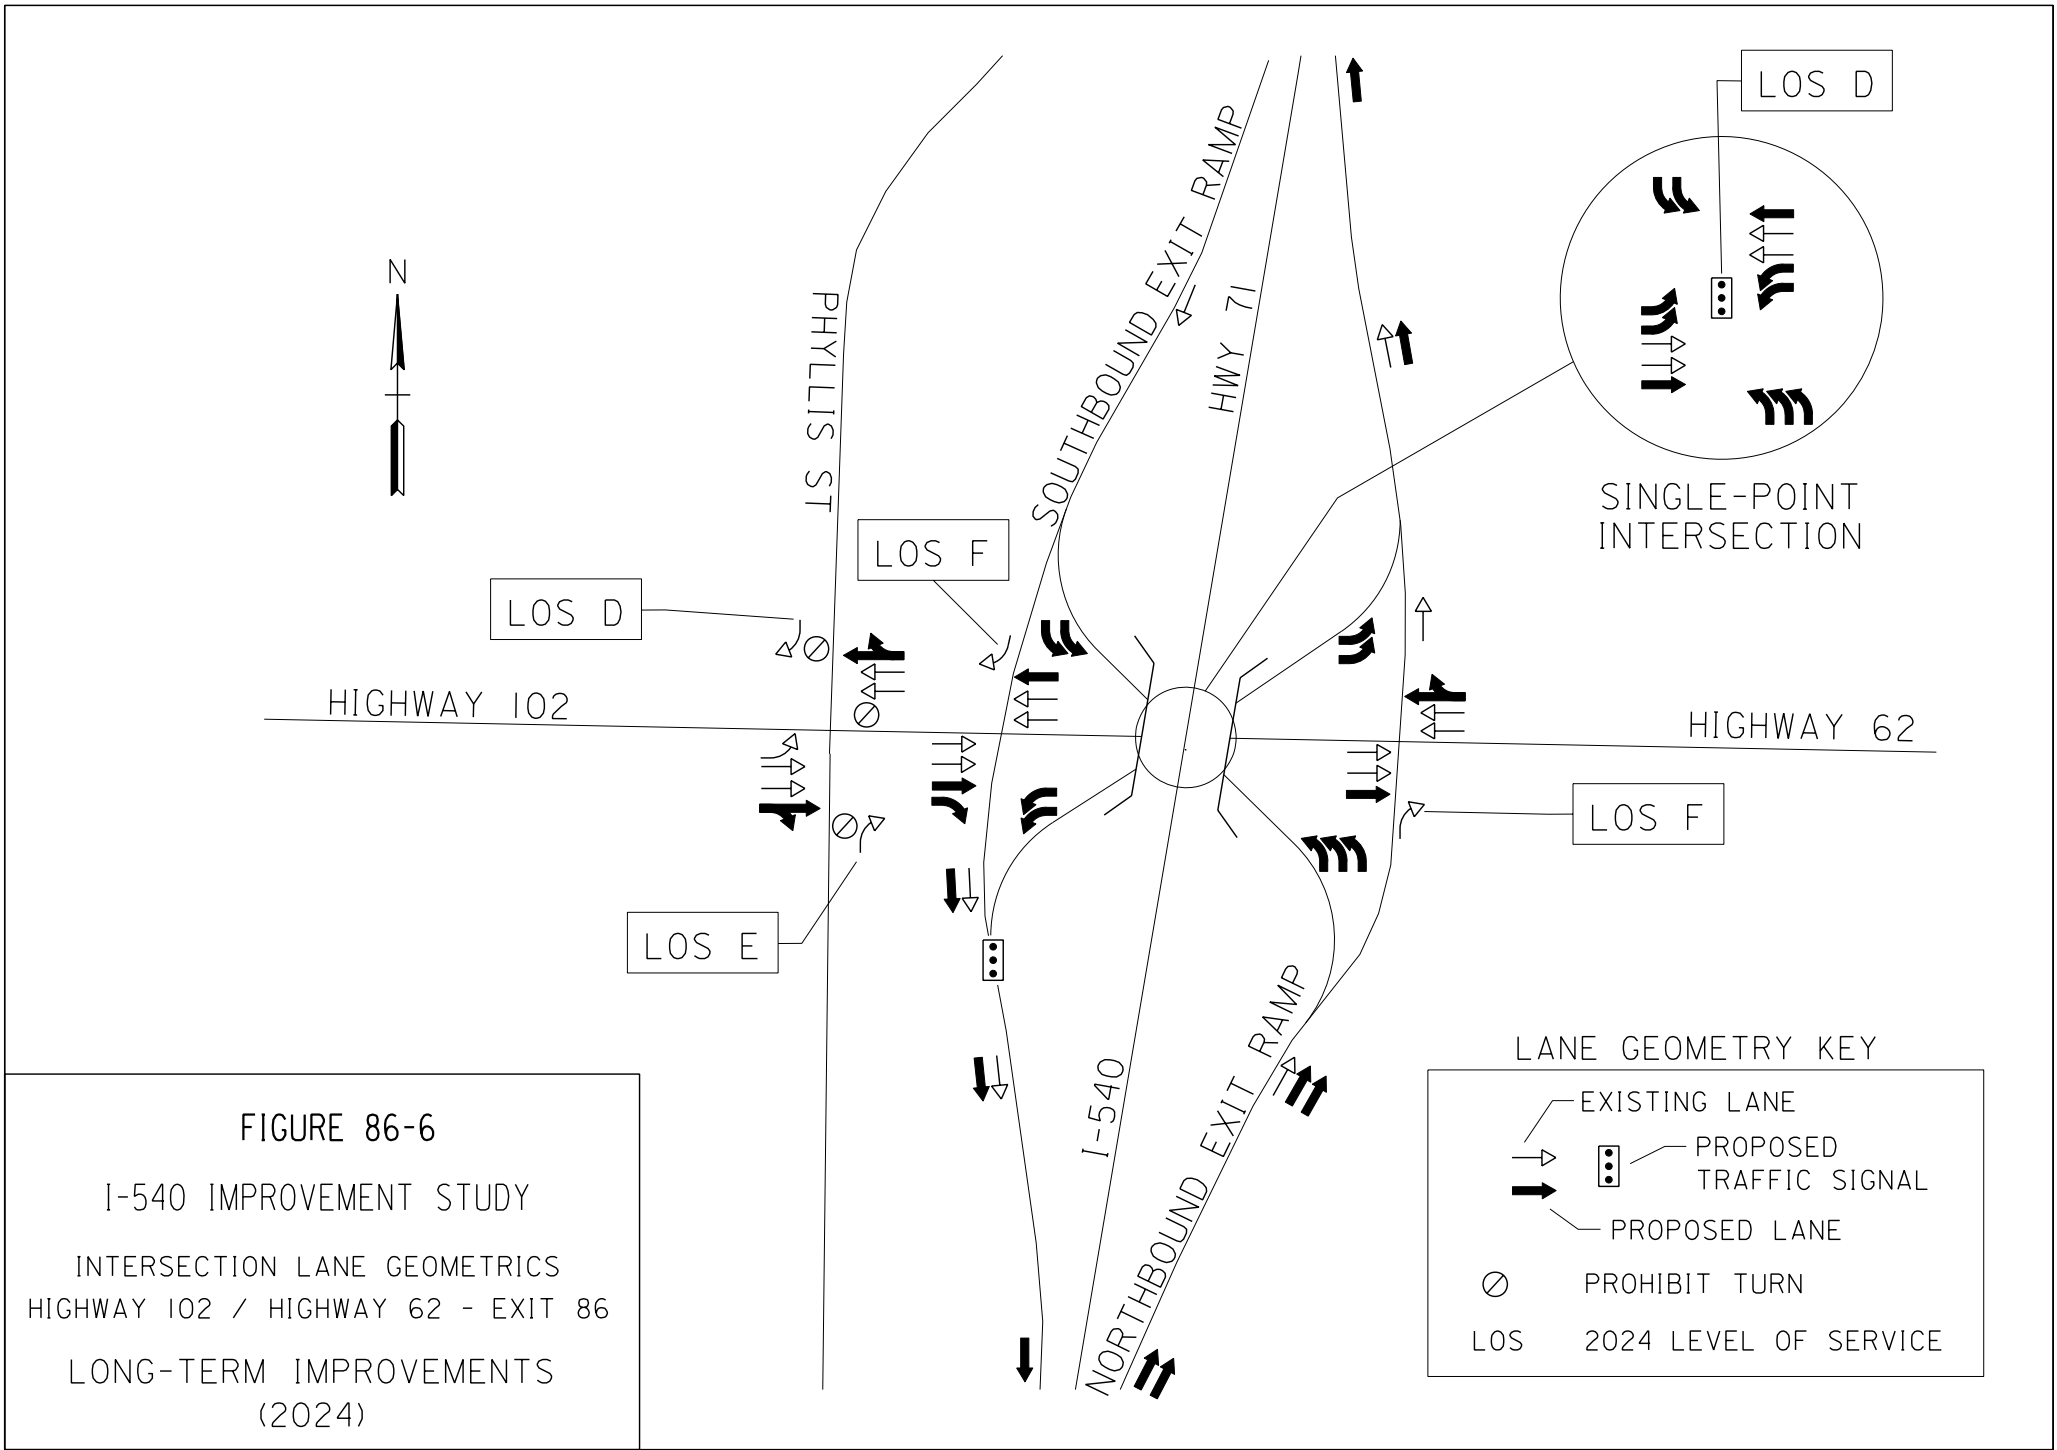 LOS D
N
SOUTHBOUND EXIT RAMP
HWY 71
PHYLLIS ST
SINGLE-POINT
INTERSECTION
LOS F
LOS D
HIGHWAY 102
HIGHWAY 62
LOS F
LOS E
I-540
NORTHBOUND EXIT RAMP
LANE GEOMETRY KEY
EXISTING LANE
PROPOSED
TRAFFIC SIGNAL
PROPOSED LANE
PROHIBIT TURN
LOS 2024 LEVEL OF SERVICE
FIGURE 86-6
I-540 IMPROVEMENT STUDY
INTERSECTION LANE GEOMETRICS
HIGHWAY 102 / HIGHWAY 62 - EXIT 86
LONG-TERM IMPROVEMENTS
(2024)